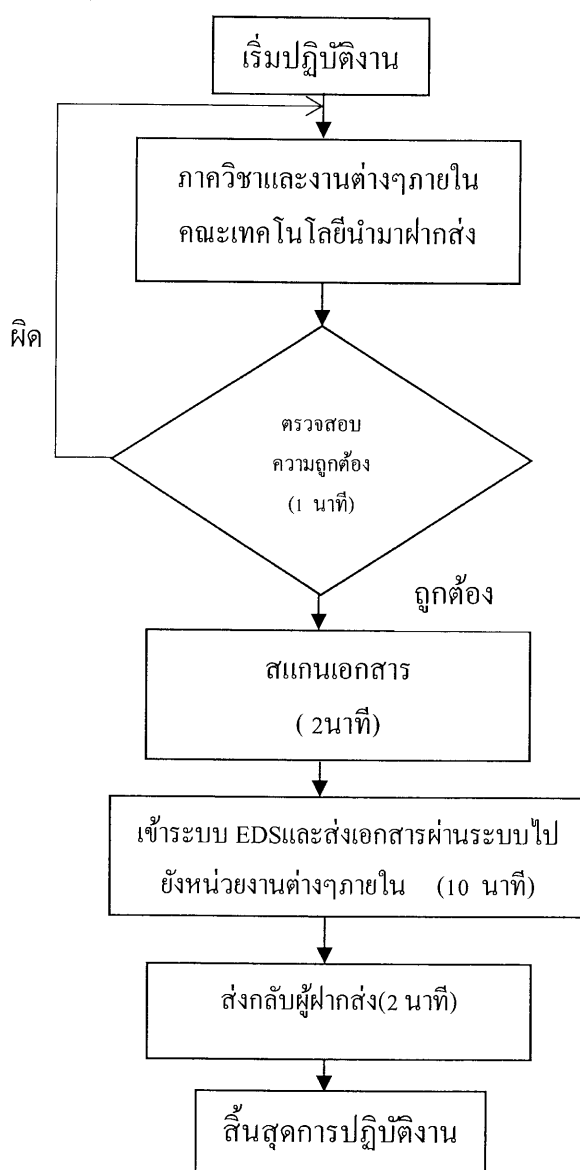 เริ่มปฏิบัติงาน
ภาควิชาและงานต่างๆภายใน
คณะเทคโนโลยีนำมาฝากส่ง
ผิด
ตรวจสอบ
ความถูกต้อง
(1 นาที)
ถูกต้อง
สแกนเอกสาร
( 2นาที)
เข้าระบบ EDSและส่งเอกสารผ่านระบบไป
ยังหน่วยงานต่างๆภายใน (10 นาที)
ส่งกลับผู้ฝากส่ง(2 นาที)
สิ้นสุดการปฏิบัติงาน